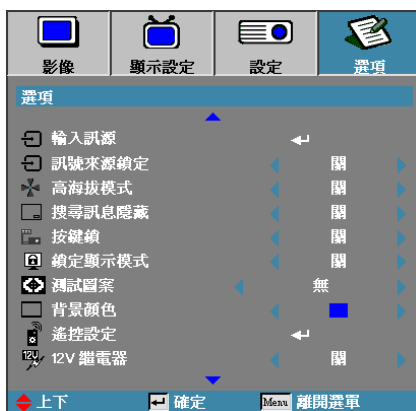 影像 顯示設定 設定 選項
選項
輸入訊源
訊號來源鎖定 關
高海拔模式 關
搜尋訊息隱藏 關
按鍵鎖 關
鎖定顯示模式 關
測試圖案 無
背景顏色
遙控設定
12V 繼電器 關
上下 確定 Menu 離開選單